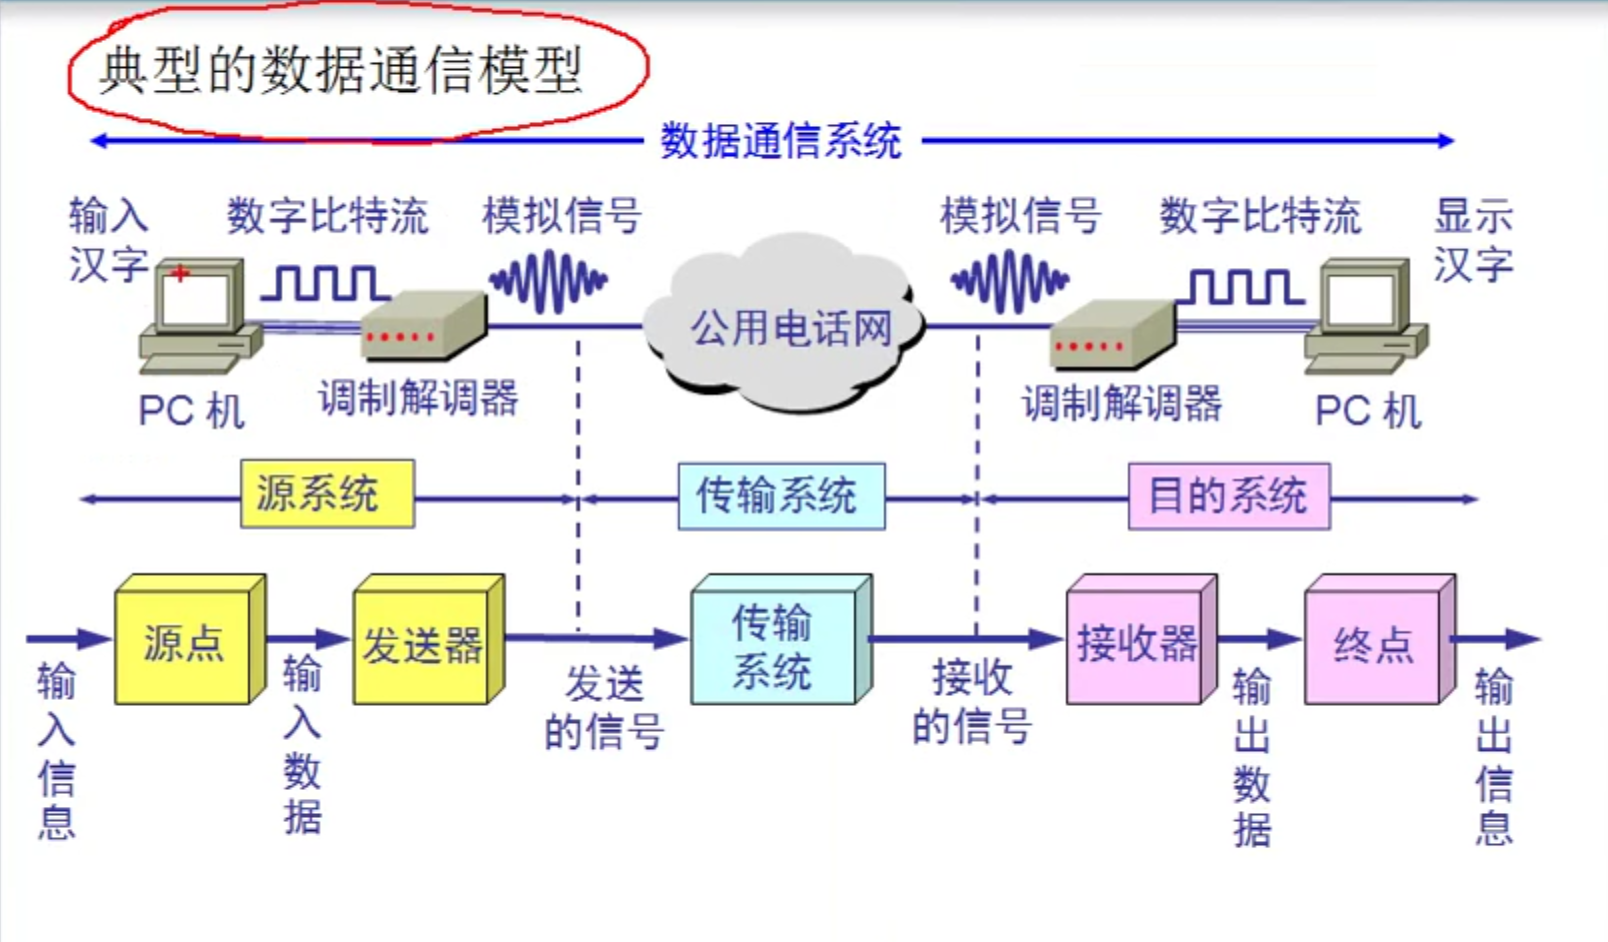 典型的数据通信模型
数据通信系统
输入
汉字
数字比特流
模拟信号
模拟信号
数字比特流
显示
汉字
公用电话网
PC 机
调制解调器
调制解调器
PC 机
源系统
传输系统
目的系统
源点
发送器
传输
系统
接收器
终点
输入信息
输入数据
发送
的信号
接收
的信号
输出数据
输出信息